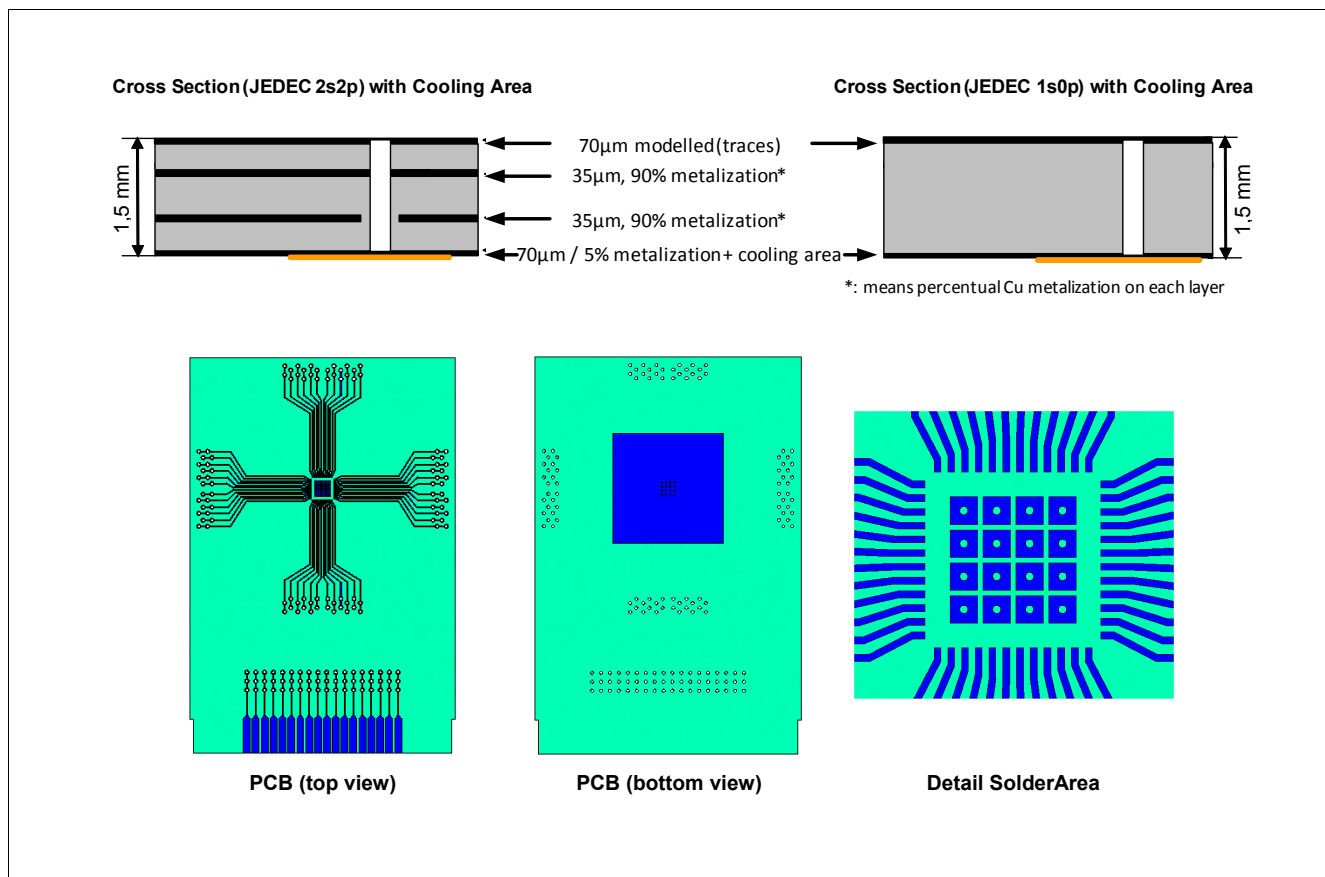 Cross Section (JEDEC 2s2p) with Cooling Area
Cross Section (JEDEC 1s0p) with Cooling Area
1,5 mm
70µm modelled (traces)
35µm, 90% metalization*
35µm, 90% metalization*
70µm / 5% metalization + cooling area
1,5 mm
*: means percentual Cu metalization on each layer
PCB (top view)
PCB (bottom view)
Detail SolderArea